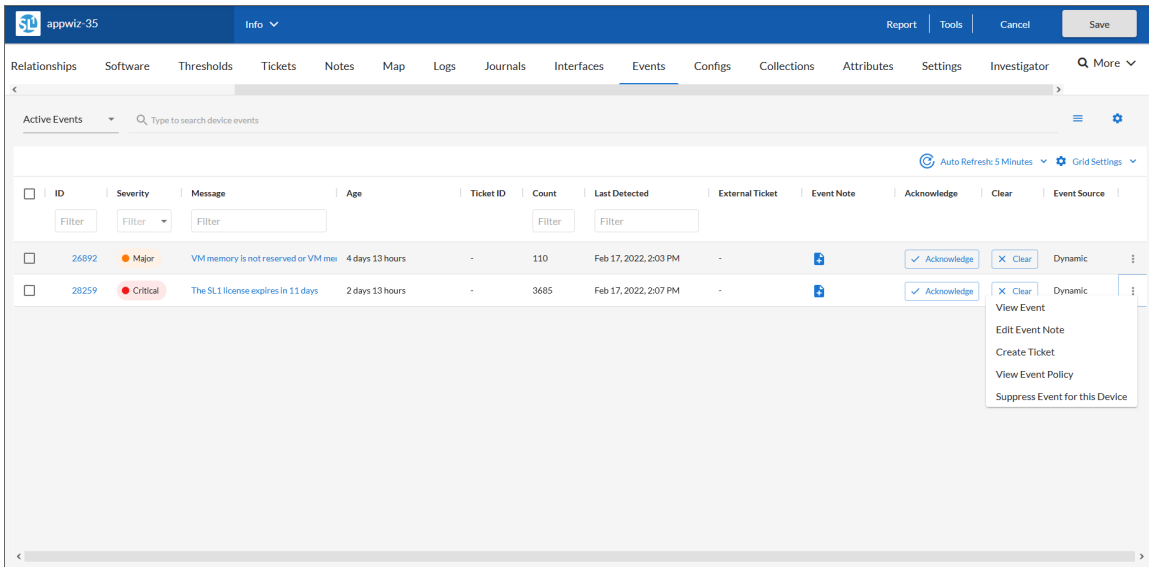 SL1 appwiz-35 Info Report Tools Cancel Save
Relationships Software Thresholds Tickets Notes Map Logs Journals Interfaces Events Configs Collections Attributes Settings Investigator More
Active Events Type to search device events
Auto Refresh: 5 Minutes Grid Settings
ID Severity Message Age Ticket ID Count Last Detected External Ticket Event Note Acknowledge Clear Event Source
Filter Filter Filter Filter Filter
26892 Major VM memory is not reserved or VM mei 4 days 13 hours - 110 Feb 17, 2022, 2:03 PM - Acknowledge Clear Dynamic
28259 Critical The SL1 license expires in 11 days 2 days 13 hours - 3685 Feb 17, 2022, 2:07 PM - Acknowledge Clear Dynamic
View Event
Edit Event Note
Create Ticket
View Event Policy
Suppress Event for this Device